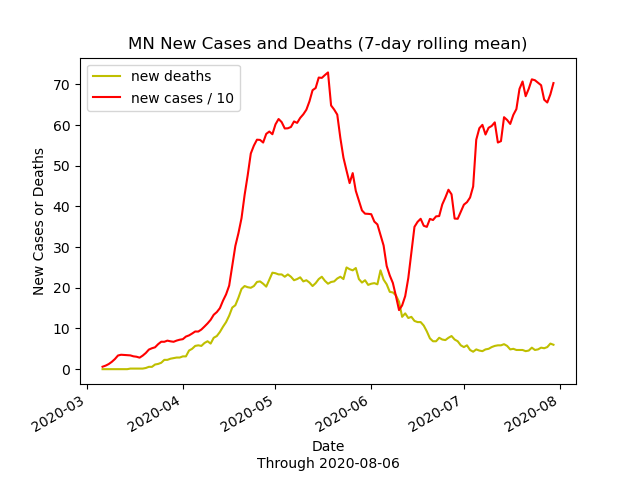 MN New Cases and Deaths (7-day rolling mean)
new deaths
new cases / 10
70
60
50
40
30
20
10
0
New Cases or Deaths
2020-03
2020-04
2020-05
2020-06
2020-07
2020-08
Date
Through 2020-08-06